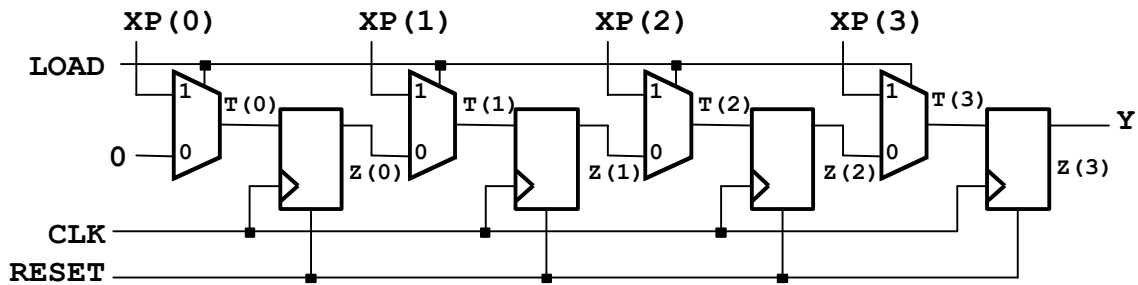 XP(0) XP(1) XP(2) XP(3)
LOAD
1 T(0) 1 T(1) 1 T(2) 1 T(3)
Y
0 0 0 0 0
Z(0) Z(1) Z(2) Z(3)
CLK
RESET